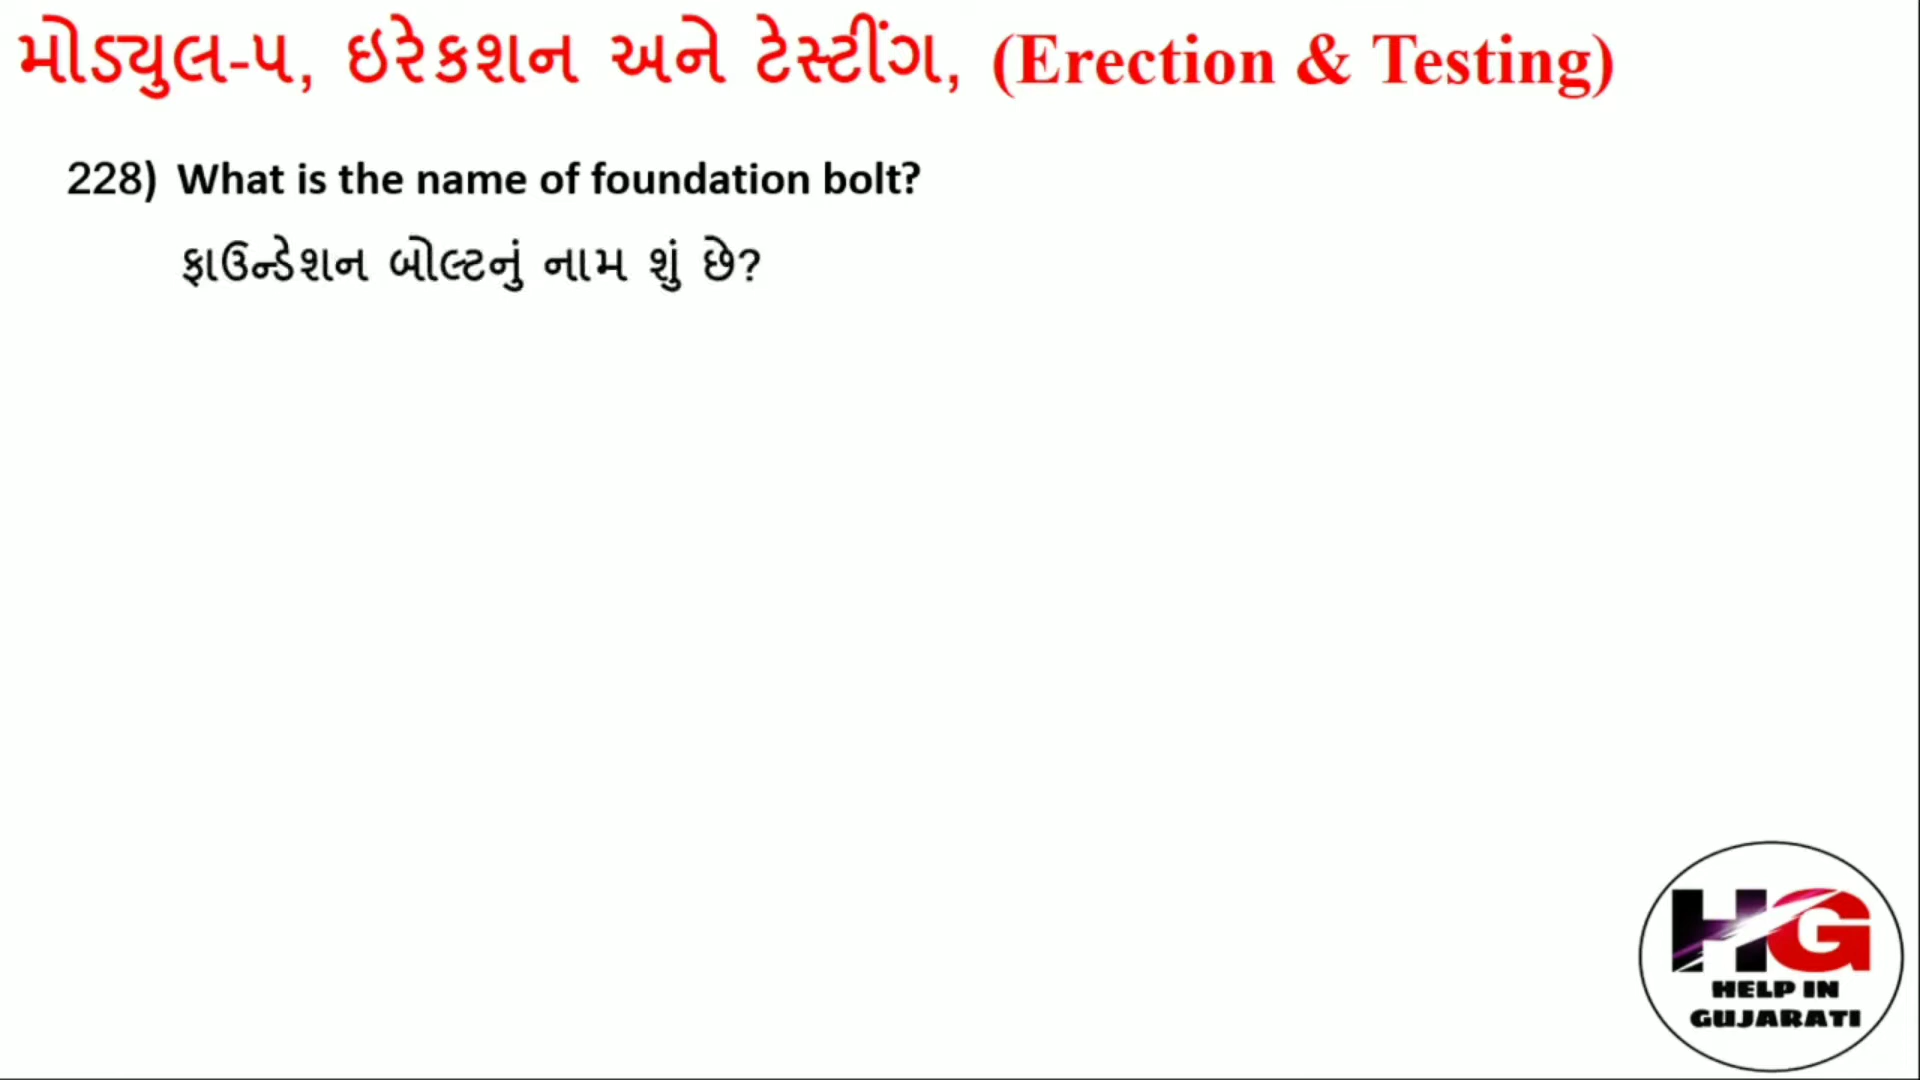 મોડ્યુલ-૫, ઇરેકશન અને ટેસ્ટીંગ, (Erection & Testing)
228) What is the name of foundation bolt?
ફાઉન્ડેશન બોલ્ટનું નામ શું છે?
HG
HELP IN
GUJARATI